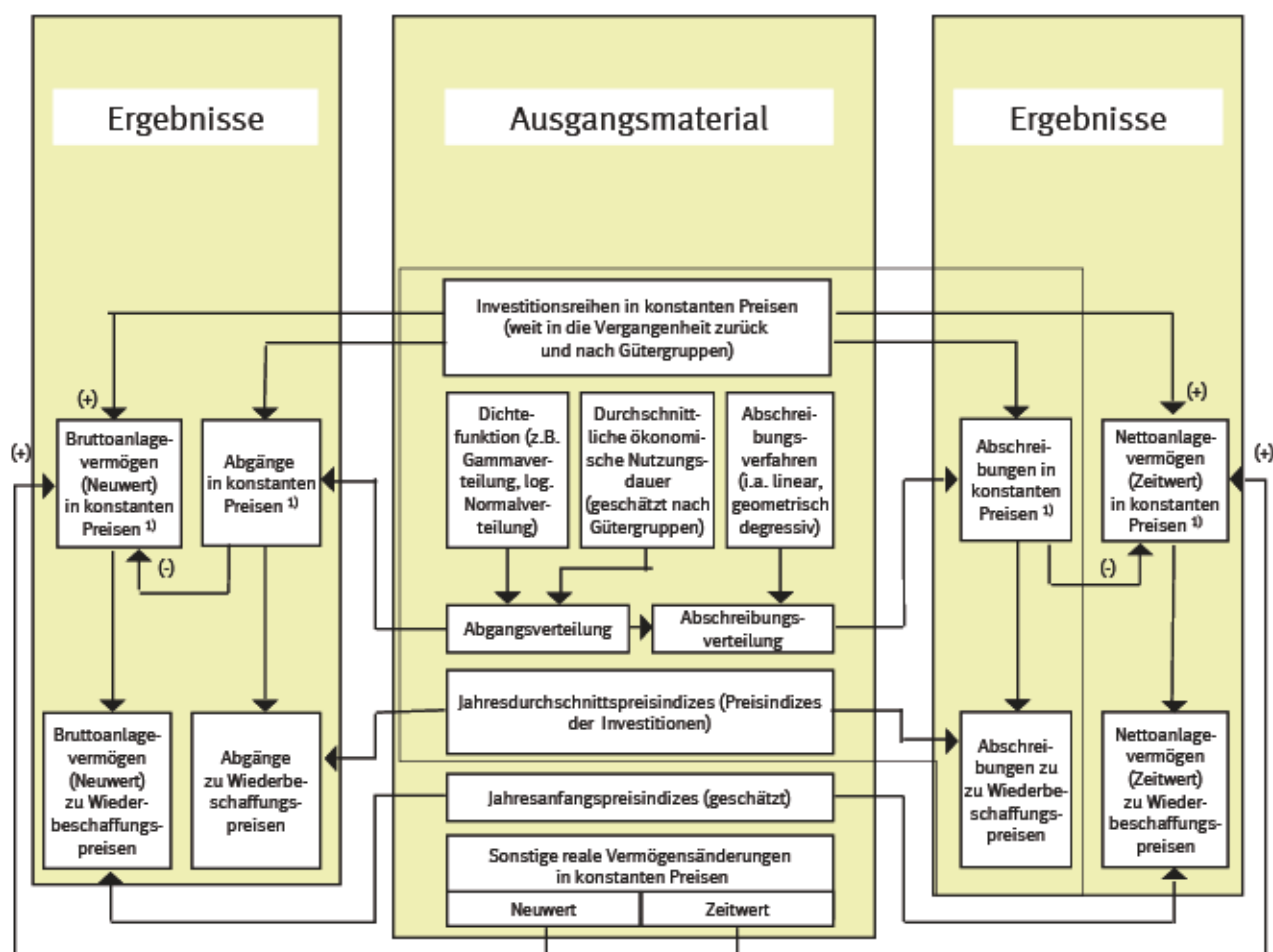 Ergebnisse
Ausgangsmaterial
Ergebnisse
Investitionsreihen in konstanten Preisen
(weit in die Vergangenheit zurück
und nach Gütergruppen)
(+)
(+)
Dichte-
funktion (z.B.
Gammaver-
teilung, log.
Normalver-
teilung)
Durchschnitt-
liche ökonomi-
sche Nutzungs-
dauer
(geschätzt nach
Gütergruppen)
Abschrei-
bungs-
verfahren
(i.a. linear,
geometrisch
degressiv)
(+)
Bruttoanlage-
vermögen
(Neuwert)
in konstanten
Preisen 1)
Abgänge
in konstanten
Preisen 1)
Abschrei-
bungen in
konstanten
Preisen 1)
Nettoanlage-
vermögen
(Zeitwert)
in konstanten
Preisen 1)
(+)
(-)
(-)
Abgangsverteilung
Abschreibungs-
verteilung
Jahresdurchschnittspreisindizes (Preisindizes
der Investitionen)
Bruttoanlage-
vermögen
(Neuwert)
zu Wieder-
beschaffungs-
preisen
Abgänge
zu Wiederbe-
schaffungs-
preisen
Abschrei-
bungen zu
zu Wiederbe-
schaffungs-
preisen
Nettoanlage-
vermögen
(Zeitwert)
zu Wieder-
beschaffungs-
preisen
Jahresanfangspreisindizes (geschätzt)
Sonstige reale Vermögensänderungen
in konstanten Preisen
Neuwert
Zeitwert